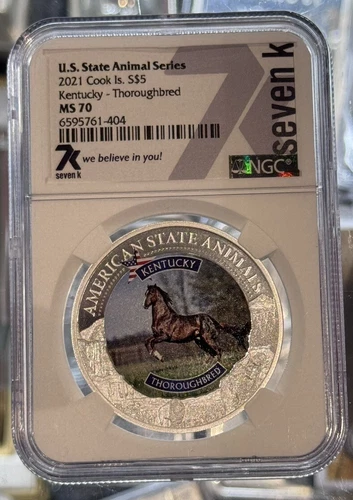 U.S. State Animal Series
2021 Cook Is. S$5
Kentucky - Thoroughbred
MS 70
6595761-404
7K
seven k
we believe in you!
seven k
NGC
AMERICAN STATE ANIMALS
KENTUCKY
THOROUGHBRED